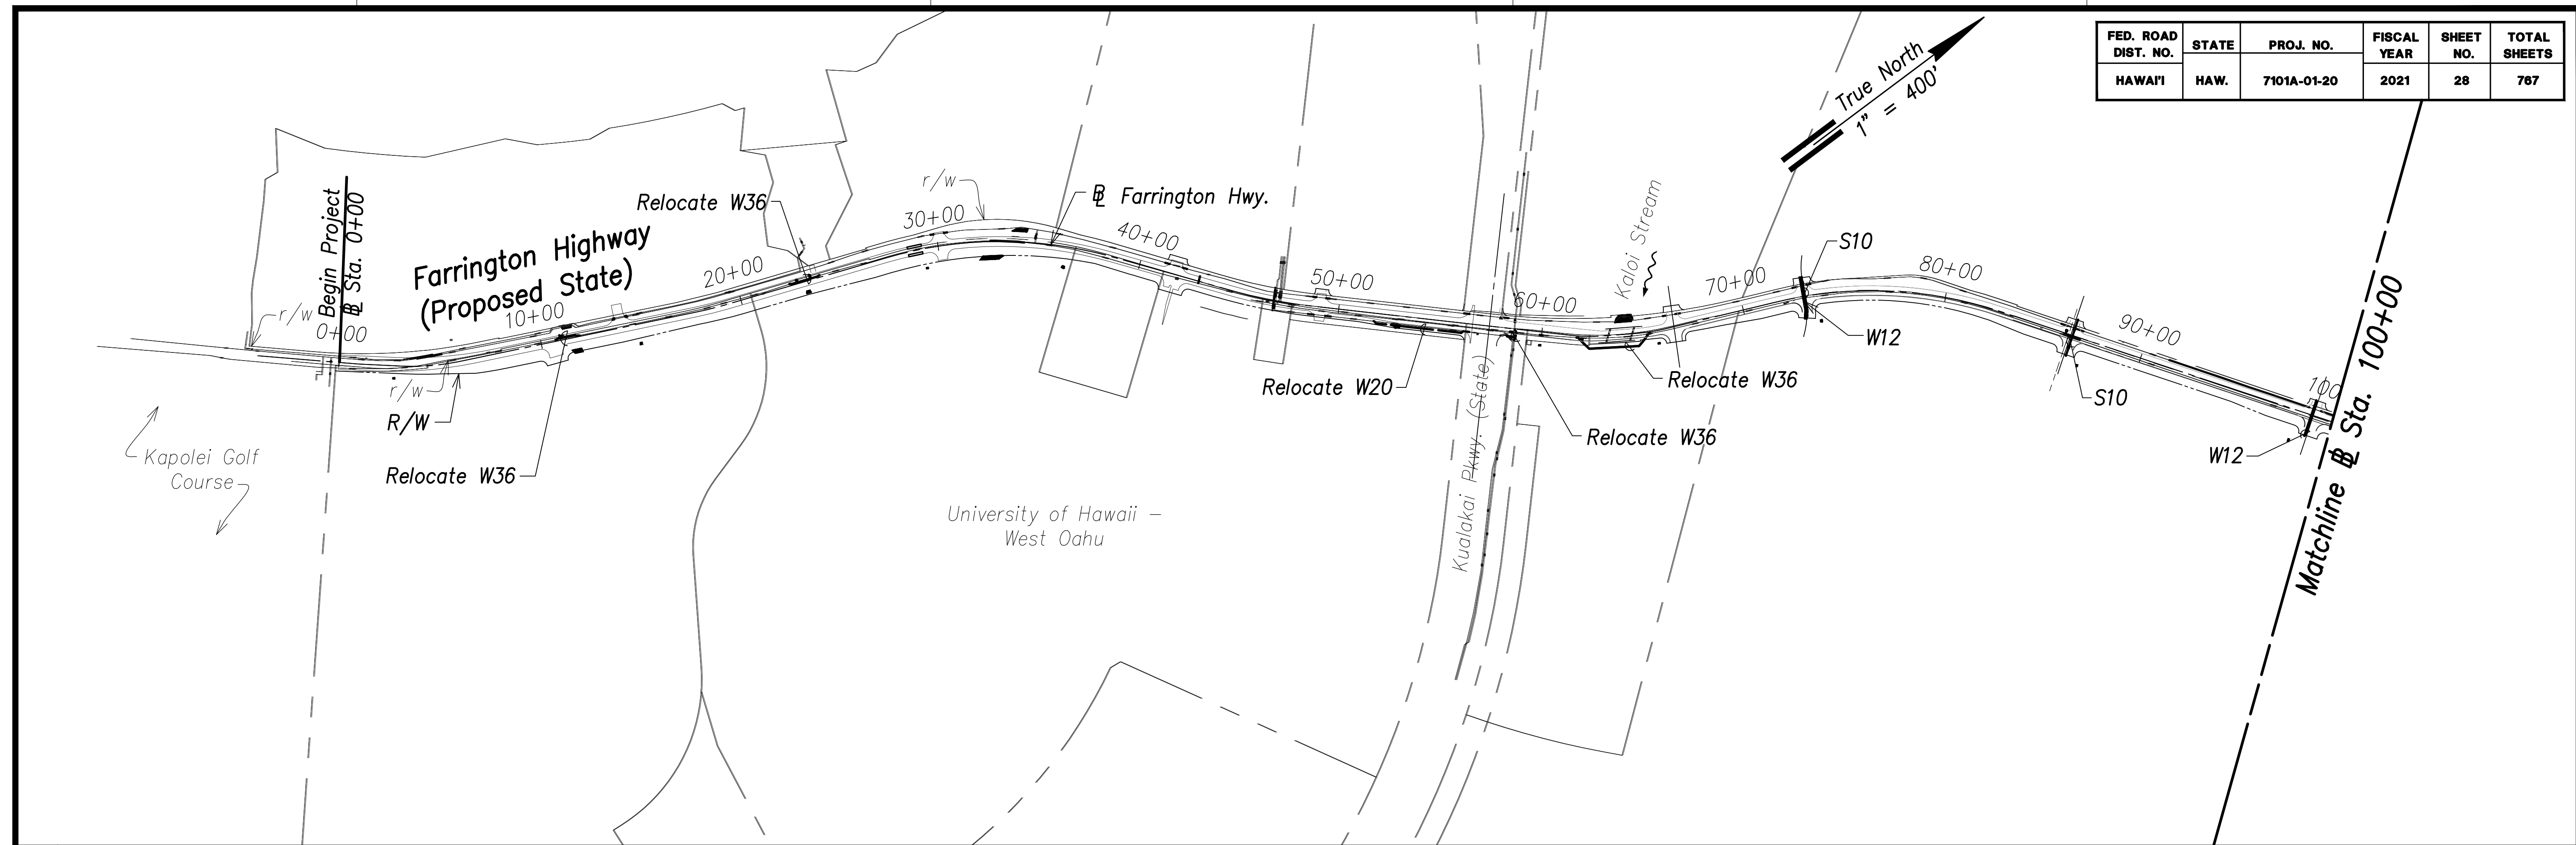 FED. ROAD DIST. NO. STATE PROJ. NO. FISCAL YEAR SHEET NO. TOTAL SHEETS
HAWAI'I HAW. 7101A-01-20 2021 28 767
True North
1" = 400'
Begin Project
℄ Sta. 0+00
Farrington Highway
(Proposed State)
r/w
0+00
10+00
20+00
Relocate W36
30+00
r/w
℄ Farrington Hwy.
40+00
50+00
60+00
Kaloi Stream
70+00
S10
80+00
W12
90+00
S10
100
W12
Matchline ℄ Sta. 100+00
r/w
R/W
Relocate W36
Kapolei Golf
Course
University of Hawaii –
West Oahu
Relocate W20
Kualakai Pkwy. (State)
Relocate W36
Relocate W36